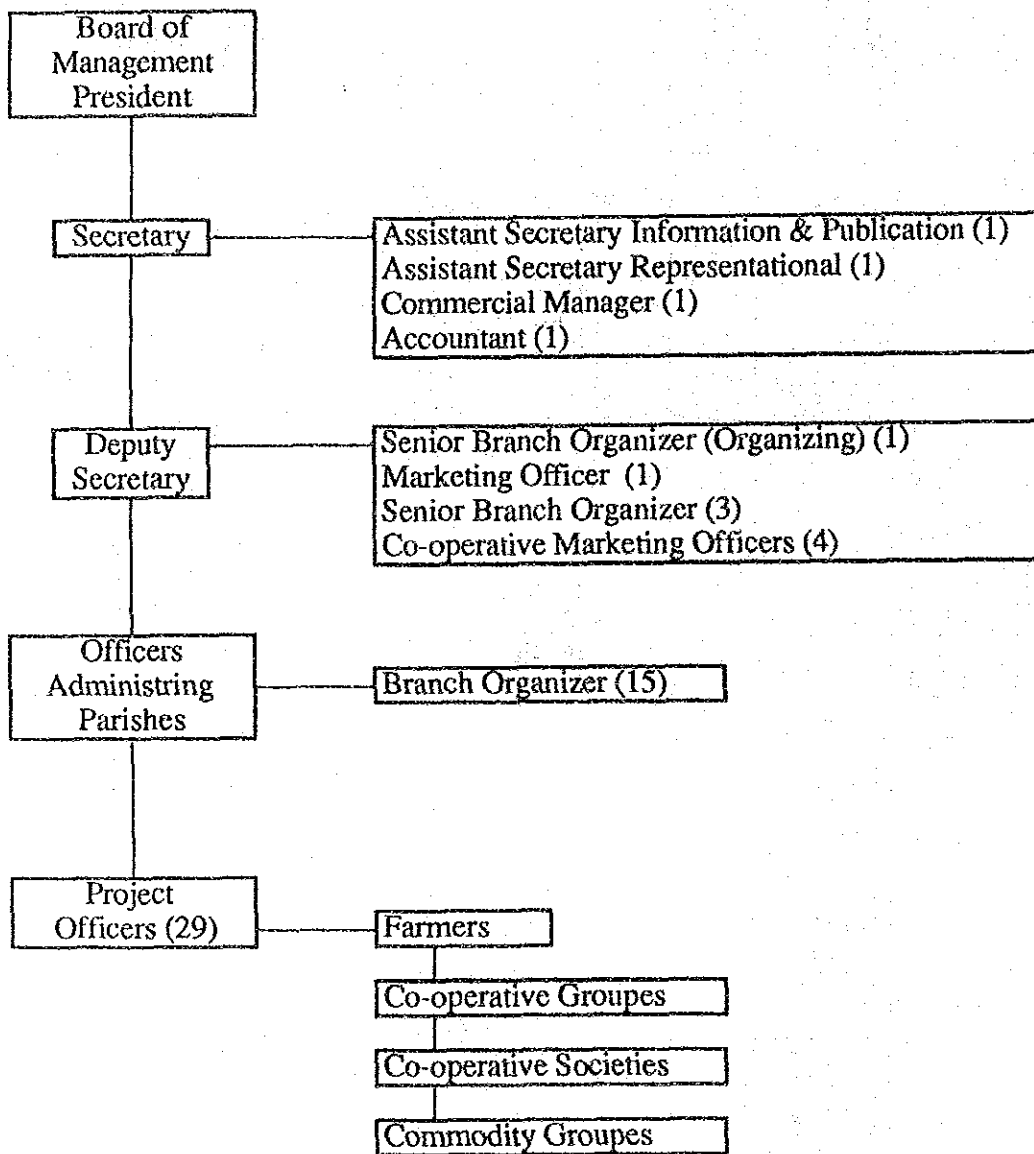 Board of
Management
President
Secretary
Assistant Secretary Information & Publication (1)
Assistant Secretary Representational (1)
Commercial Manager (1)
Accountant (1)
Deputy
Secretary
Senior Branch Organizer (Organizing) (1)
Marketing Officer (1)
Senior Branch Organizer (3)
Co-operative Marketing Officers (4)
Officers
Administring
Parishes
Branch Organizer (15)
Project
Officers (29)
Farmers
Co-operative Groupes
Co-operative Societies
Commodity Groupes